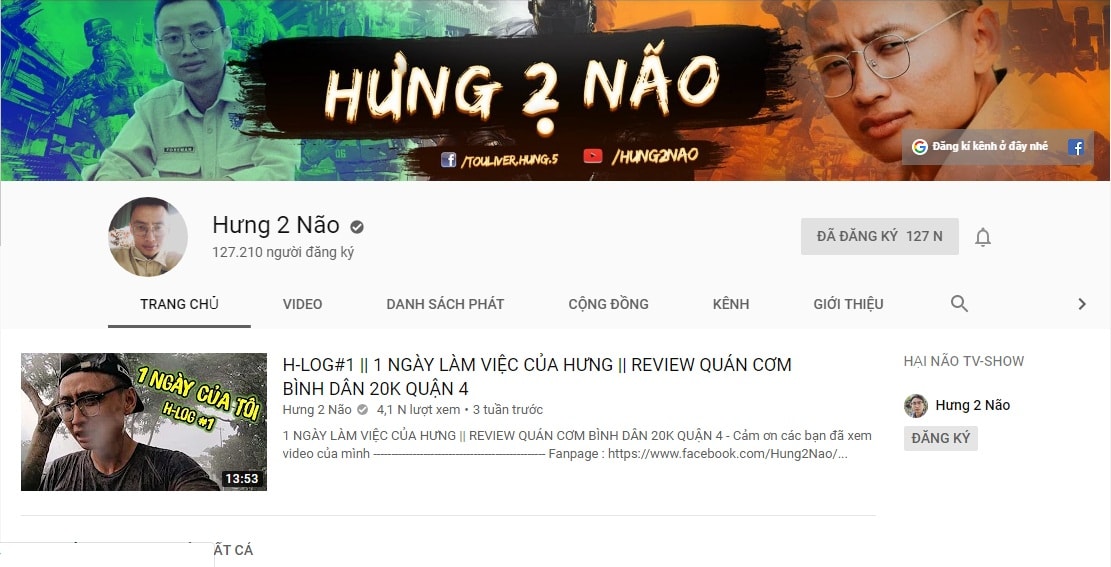 HƯNG 2 NÃO
/TOULIVER.HUNG.5 /HUNG2NAO
Đăng kí kênh ở đây nhé
Hưng 2 Não
127.210 người đăng ký
ĐÃ ĐĂNG KÝ 127 N
TRANG CHỦ VIDEO DANH SÁCH PHÁT CỘNG ĐỒNG KÊNH GIỚI THIỆU
1 NGÀY CỦA TÔI
H-LOG #1
13:53
H-LOG#1 || 1 NGÀY LÀM VIỆC CỦA HƯNG || REVIEW QUÁN CƠM
BÌNH DÂN 20K QUẬN 4
Hưng 2 Não 4,1 N lượt xem • 3 tuần trước
1 NGÀY LÀM VIỆC CỦA HƯNG || REVIEW QUÁN CƠM BÌNH DÂN 20K QUẬN 4 - Cảm ơn các bạn đã xem
video của mình ------------------------------------------------ Fanpage : https://www.facebook.com/Hung2Nao/...
HẠI NÃO TV-SHOW
Hưng 2 Não
ĐĂNG KÝ
ẤT CẢ